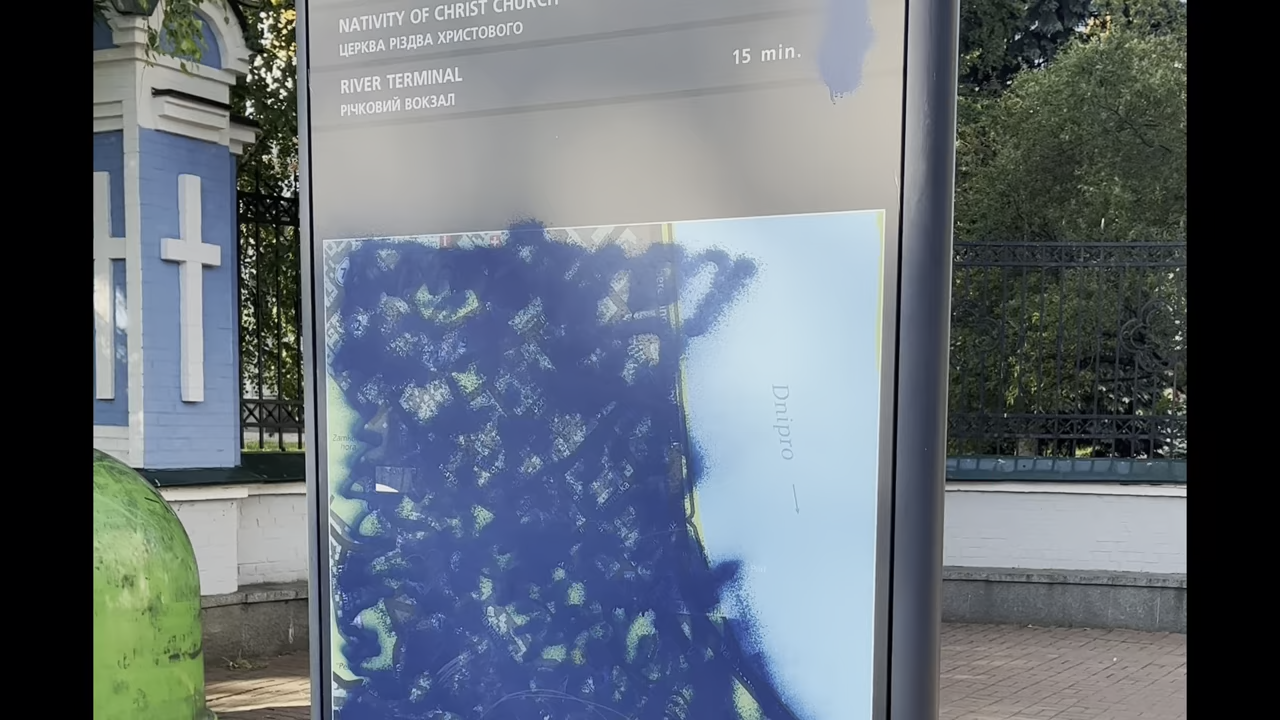 NATIVITY OF CHRIST CHURCH
ЦЕРКВА РІЗДВА ХРИСТОВОГО
RIVER TERMINAL
15 min.
РІЧКОВИЙ ВОКЗАЛ
Dnipro